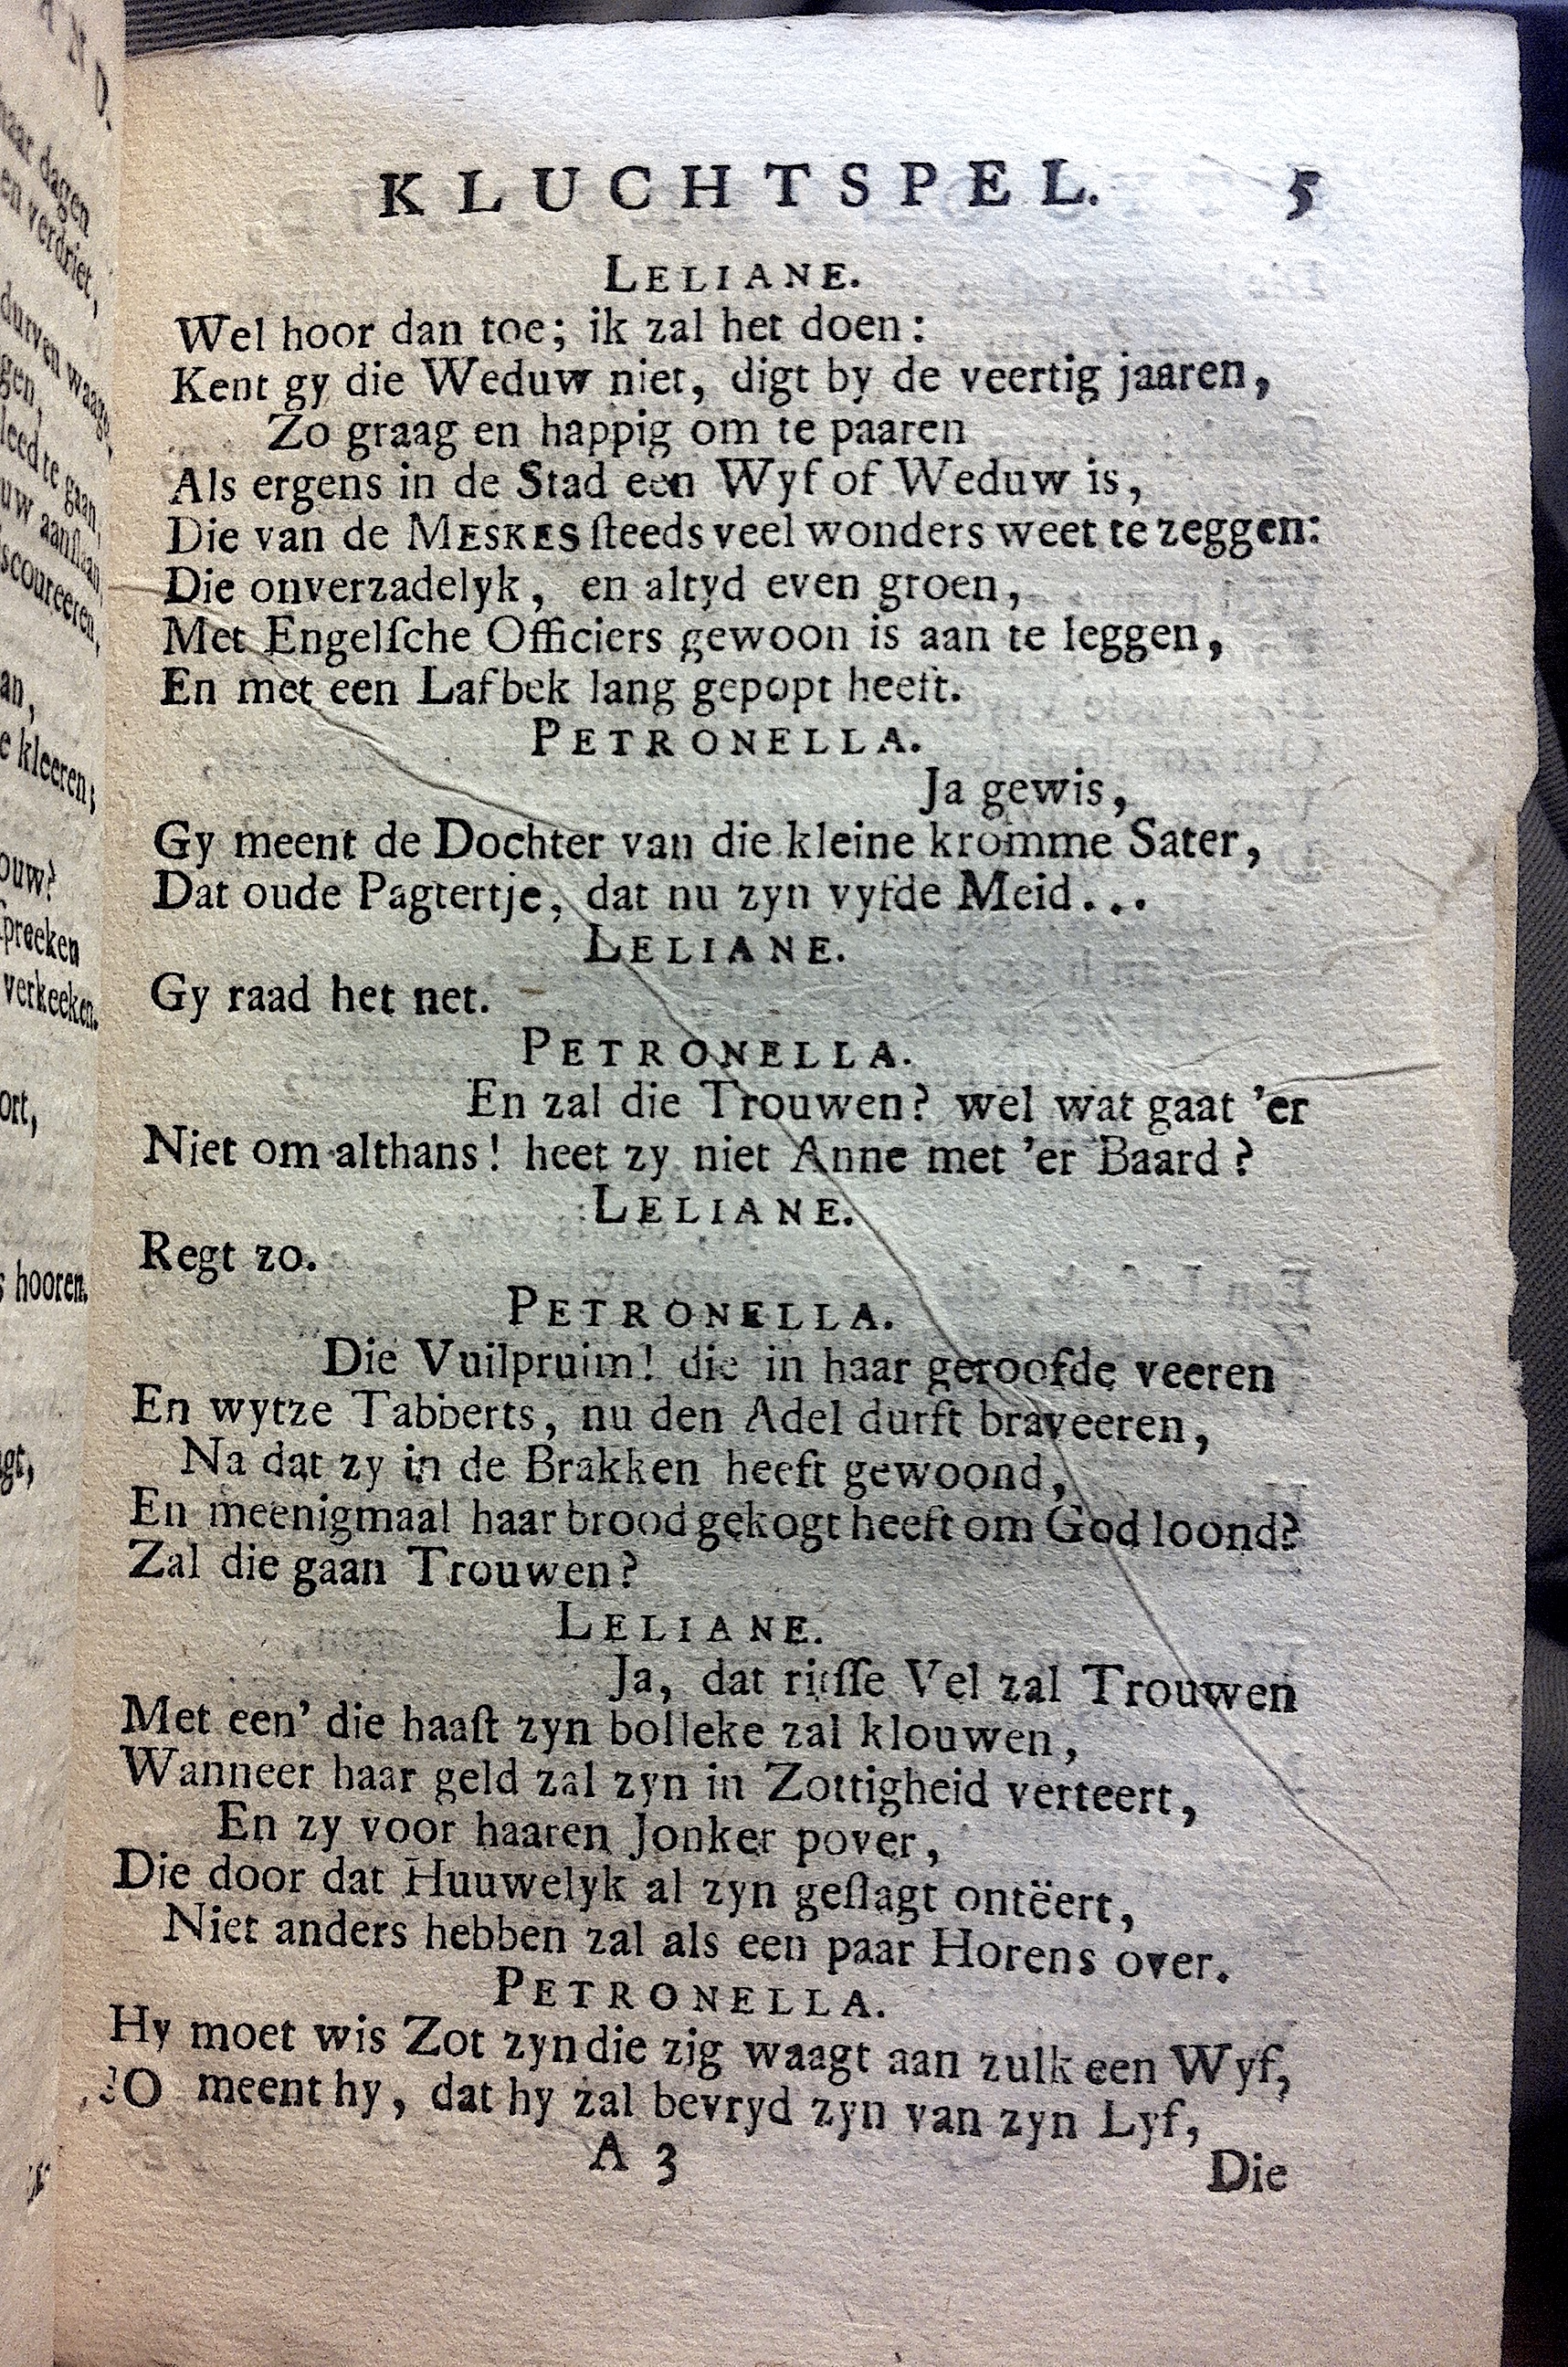 KLUCHTSPEL. 5
LELIANE.
Wel hoor dan toe; ik zal het doen:
Kent gy die Weduw niet, digt by de veertig jaaren,
Zo graag en happig om te paaren
Als ergens in de Stad een Wyf of Weduw is,
Die van de MESKES ſteeds veel wonders weet te zeggen:
Die onverzadelyk, en altyd even groen,
Met Engelſche Officiers gewoon is aan te leggen,
En met een Lafbek lang gepopt heeft.
PETRONELLA.
Ja gewis,
Gy meent de Dochter van die kleine kromme Sater,
Dat oude Pagtertje, dat nu zyn vyfde Meid...
LELIANE.
Gy raad het net.
PETRONELLA.
En zal die Trouwen? wel wat gaat 'er
Niet om althans! heet zy niet Anne met 'er Baard?
LELIANE.
Regt zo.
PETRONELLA.
Die Vuilpruim! die in haar geroofde veeren
En wytze Tabberts, nu den Adel durft braveeren,
Na dat zy in de Brakken heeft gewoond,
En meenigmaal haar brood gekogt heeft om God loond?
Zal die gaan Trouwen?
LELIANE.
Ja, dat ritſſe Vel zal Trouwen
Met een' die haaſt zyn bolleke zal klouwen,
Wanneer haar geld zal zyn in Zottigheid verteert,
En zy voor haaren Jonker pover,
Die door dat Huuwelyk al zyn geſlagt ontëert,
Niet anders hebben zal als een paar Horens over.
PETRONELLA.
Hy moet wis Zot zyn die zig waagt aan zulk een Wyf,
meent hy, dat hy zal bevryd zyn van zyn Lyf,
A 3
Die
dagen
verdriet,
durven
te gaan,
kleeren;
verkeeken.
hooren.